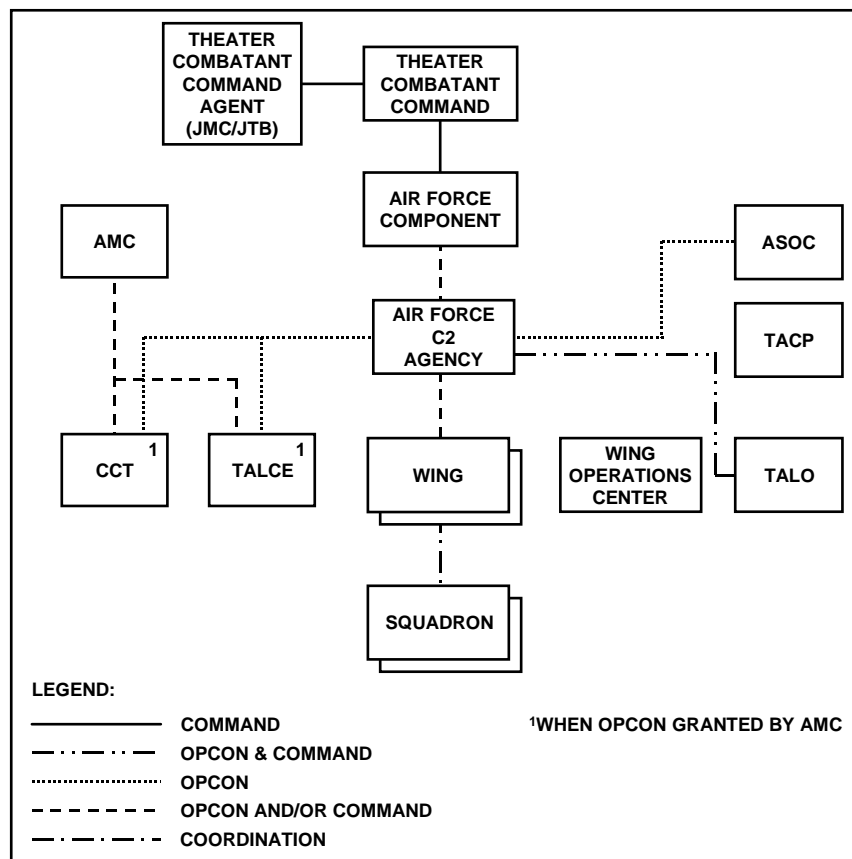 THEATER
COMBATANT
COMMAND
AGENT
(JMC/JTB)
THEATER
COMBATANT
COMMAND
AIR FORCE
COMPONENT
AMC
ASOC
AIR FORCE
C2
AGENCY
TACP
CCT 1
TALCE 1
WING
WING
OPERATIONS
CENTER
TALO
SQUADRON
LEGEND:
COMMAND
OPCON & COMMAND
OPCON
OPCON AND/OR COMMAND
COORDINATION
1WHEN OPCON GRANTED BY AMC